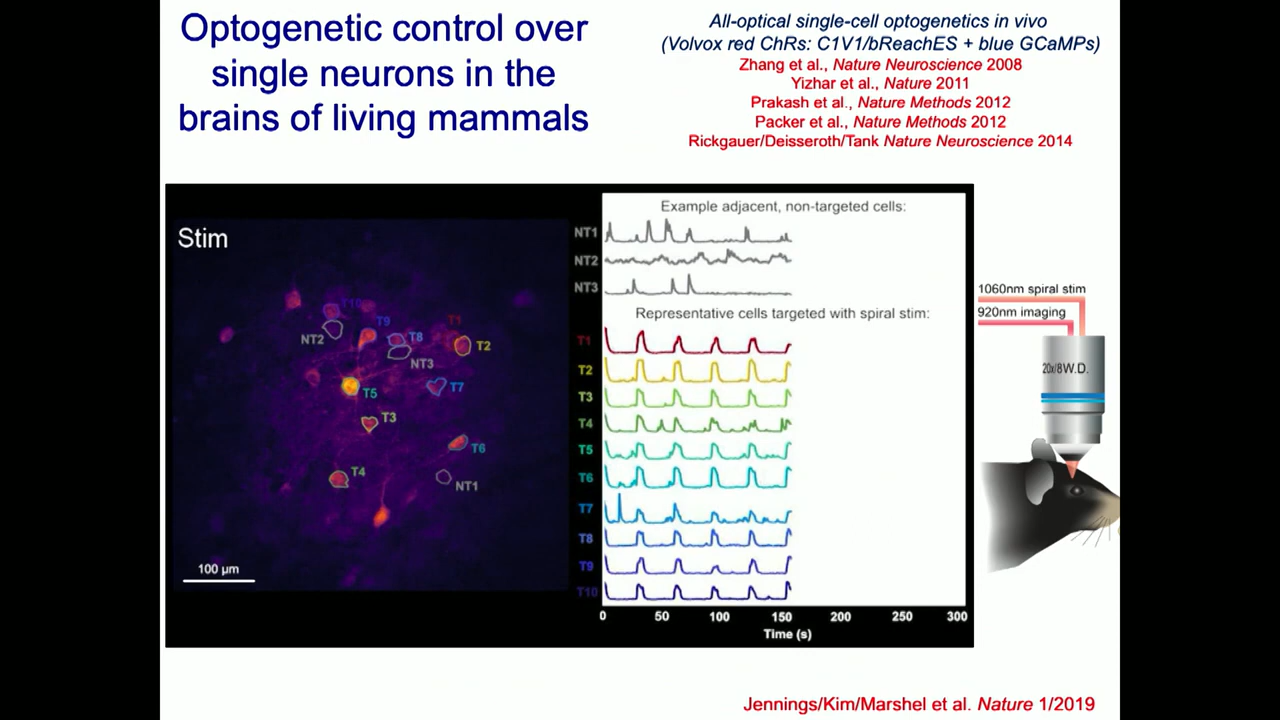 Optogenetic control over
single neurons in the
brains of living mammals
All-optical single-cell optogenetics in vivo
(Volvox red ChRs: C1V1/bReachES + blue GCaMPs)
Zhang et al., Nature Neuroscience 2008
Yizhar et al., Nature 2011
Prakash et al., Nature Methods 2012
Packer et al., Nature Methods 2012
Rickgauer/Deisseroth/Tank Nature Neuroscience 2014
Stim
T10
NT2
T9
T8
T1
T2
NT3
T5
T7
T3
T6
T4
NT1
100 µm
Example adjacent, non-targeted cells:
NT1
NT2
NT3
Representative cells targeted with spiral stim:
T1
T2
T3
T4
T5
T6
T7
T8
T9
T10
0 50 100 150 200 250 300
Time (s)
1060nm spiral stim
920nm imaging
20x/8W.D.
Jennings/Kim/Marshel et al. Nature 1/2019